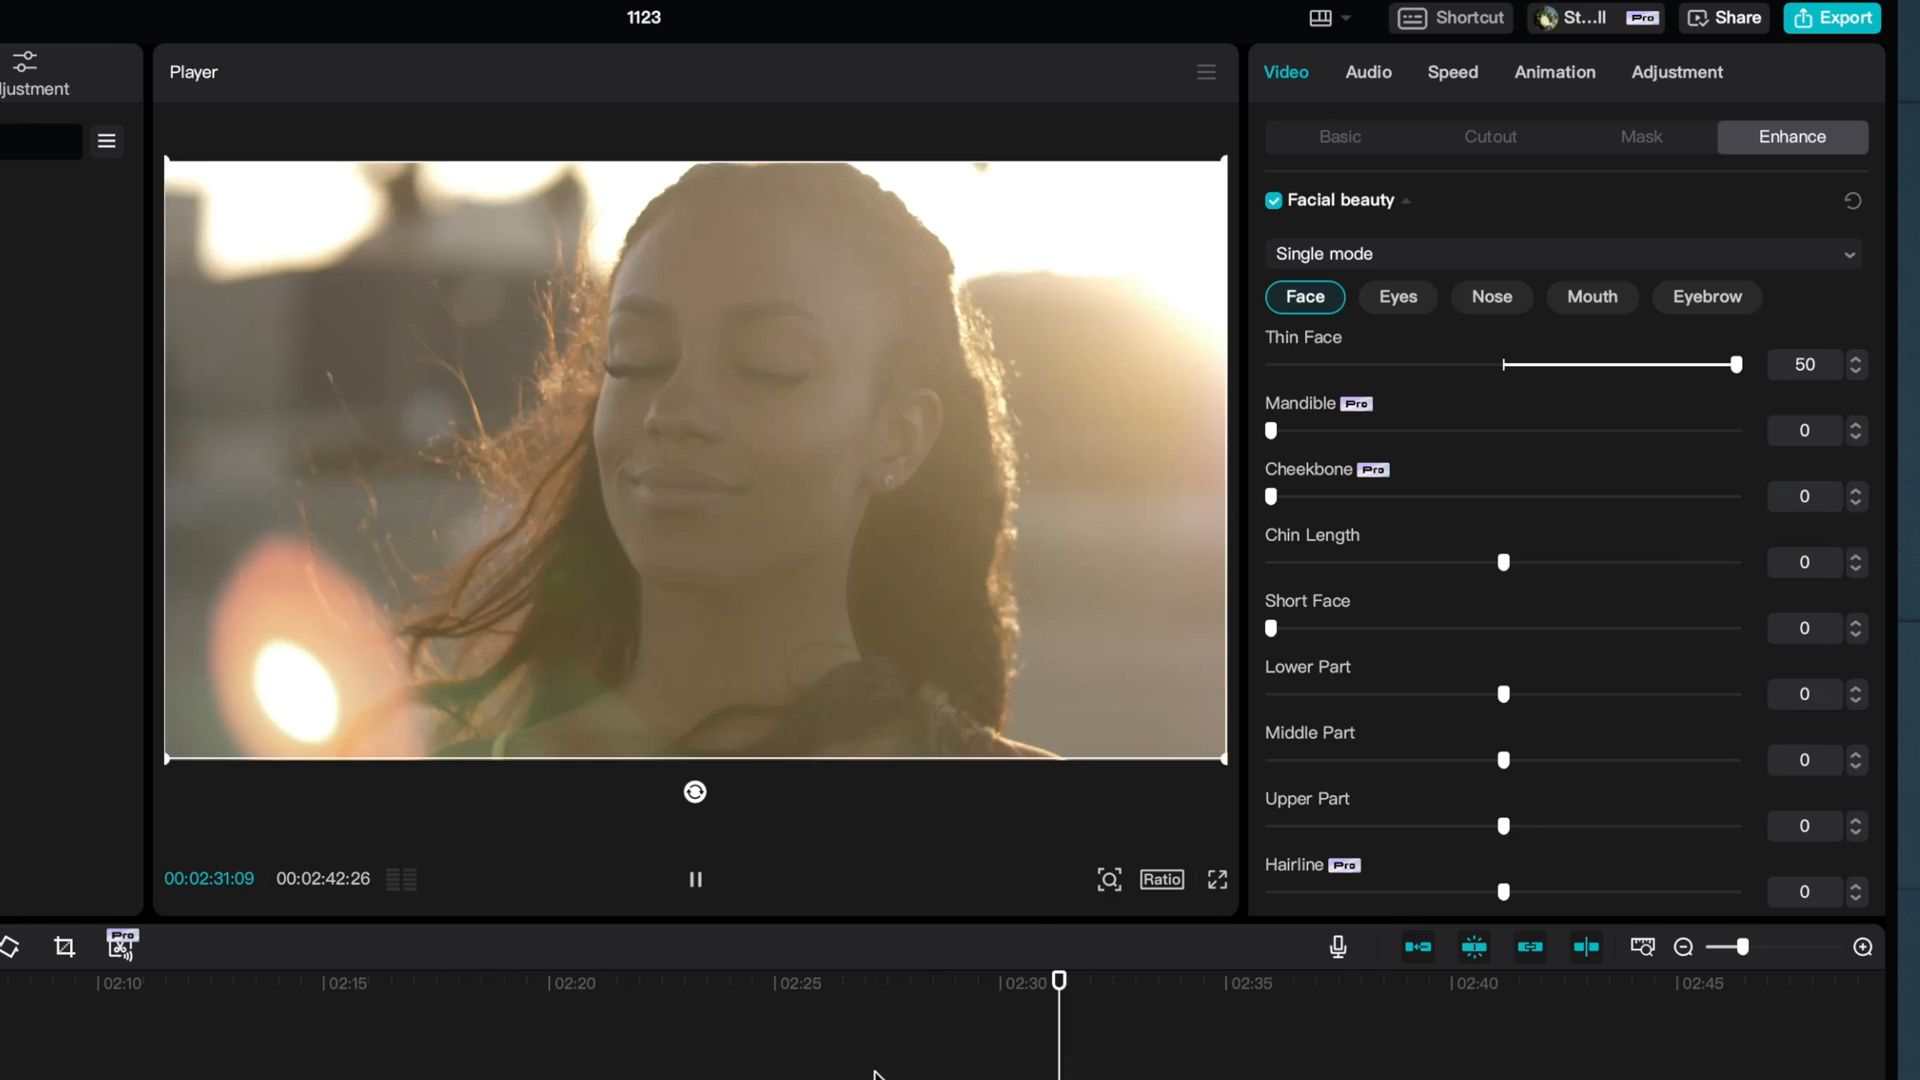 1123
Shortcut
St...ll
Pro
Share
Export
justment
Player
Video
Audio
Speed
Animation
Adjustment
Basic
Cutout
Mask
Enhance
Facial beauty
Single mode
Face
Eyes
Nose
Mouth
Eyebrow
Thin Face
50
Mandible Pro
0
Cheekbone Pro
0
Chin Length
0
Short Face
0
Lower Part
0
Middle Part
0
Upper Part
0
Hairline Pro
0
00:02:31:09
00:02:42:26
Ratio
Pro
02:10
02:15
02:20
02:25
02:30
02:35
02:40
02:45